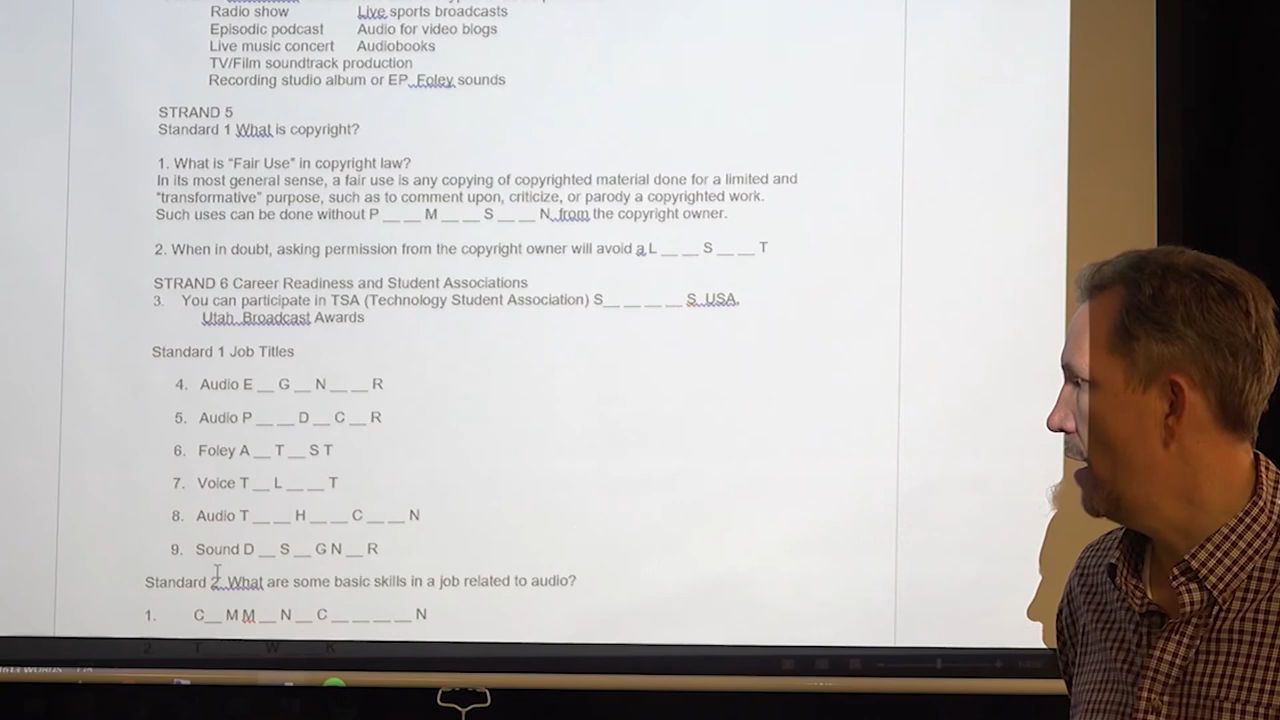 Radio show Live sports broadcasts
Episodic podcast Audio for video blogs
Live music concert Audiobooks
TV/Film soundtrack production
Recording studio album or EP Foley sounds
STRAND 5
Standard 1 What is copyright?
1. What is “Fair Use” in copyright law?
In its most general sense, a fair use is any copying of copyrighted material done for a limited and
“transformative” purpose, such as to comment upon, criticize, or parody a copyrighted work.
Such uses can be done without P __ __ M __ __ S __ __ N from the copyright owner.
2. When in doubt, asking permission from the copyright owner will avoid a L __ __ S __ __ T
STRAND 6 Career Readiness and Student Associations
3. You can participate in TSA (Technology Student Association) S__ __ __ __ S USA,
Utah Broadcast Awards
Standard 1 Job Titles
4. Audio E __ G __ N __ __ R
5. Audio P __ __ D __ C __ R
6. Foley A __ T __ S T
7. Voice T __ L __ __ T
8. Audio T __ __ H __ __ C __ __ N
9. Sound D __ S __ G N __ R
Standard 2 What are some basic skills in a job related to audio?
1. C__ M M __ N __ C __ __ __ __ N
2. T W K